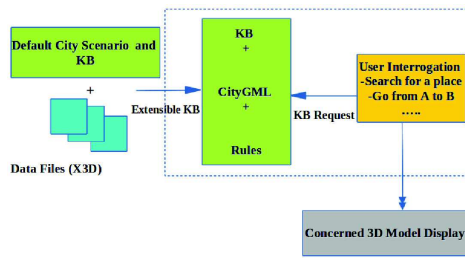 Default City Scenario and
KB
+
Data Files (X3D)
Extensible KB
KB
+
CityGML
+
Rules
KB Request
User Interrogation
-Search for a place
-Go from A to B
.....
Concerned 3D Model Display